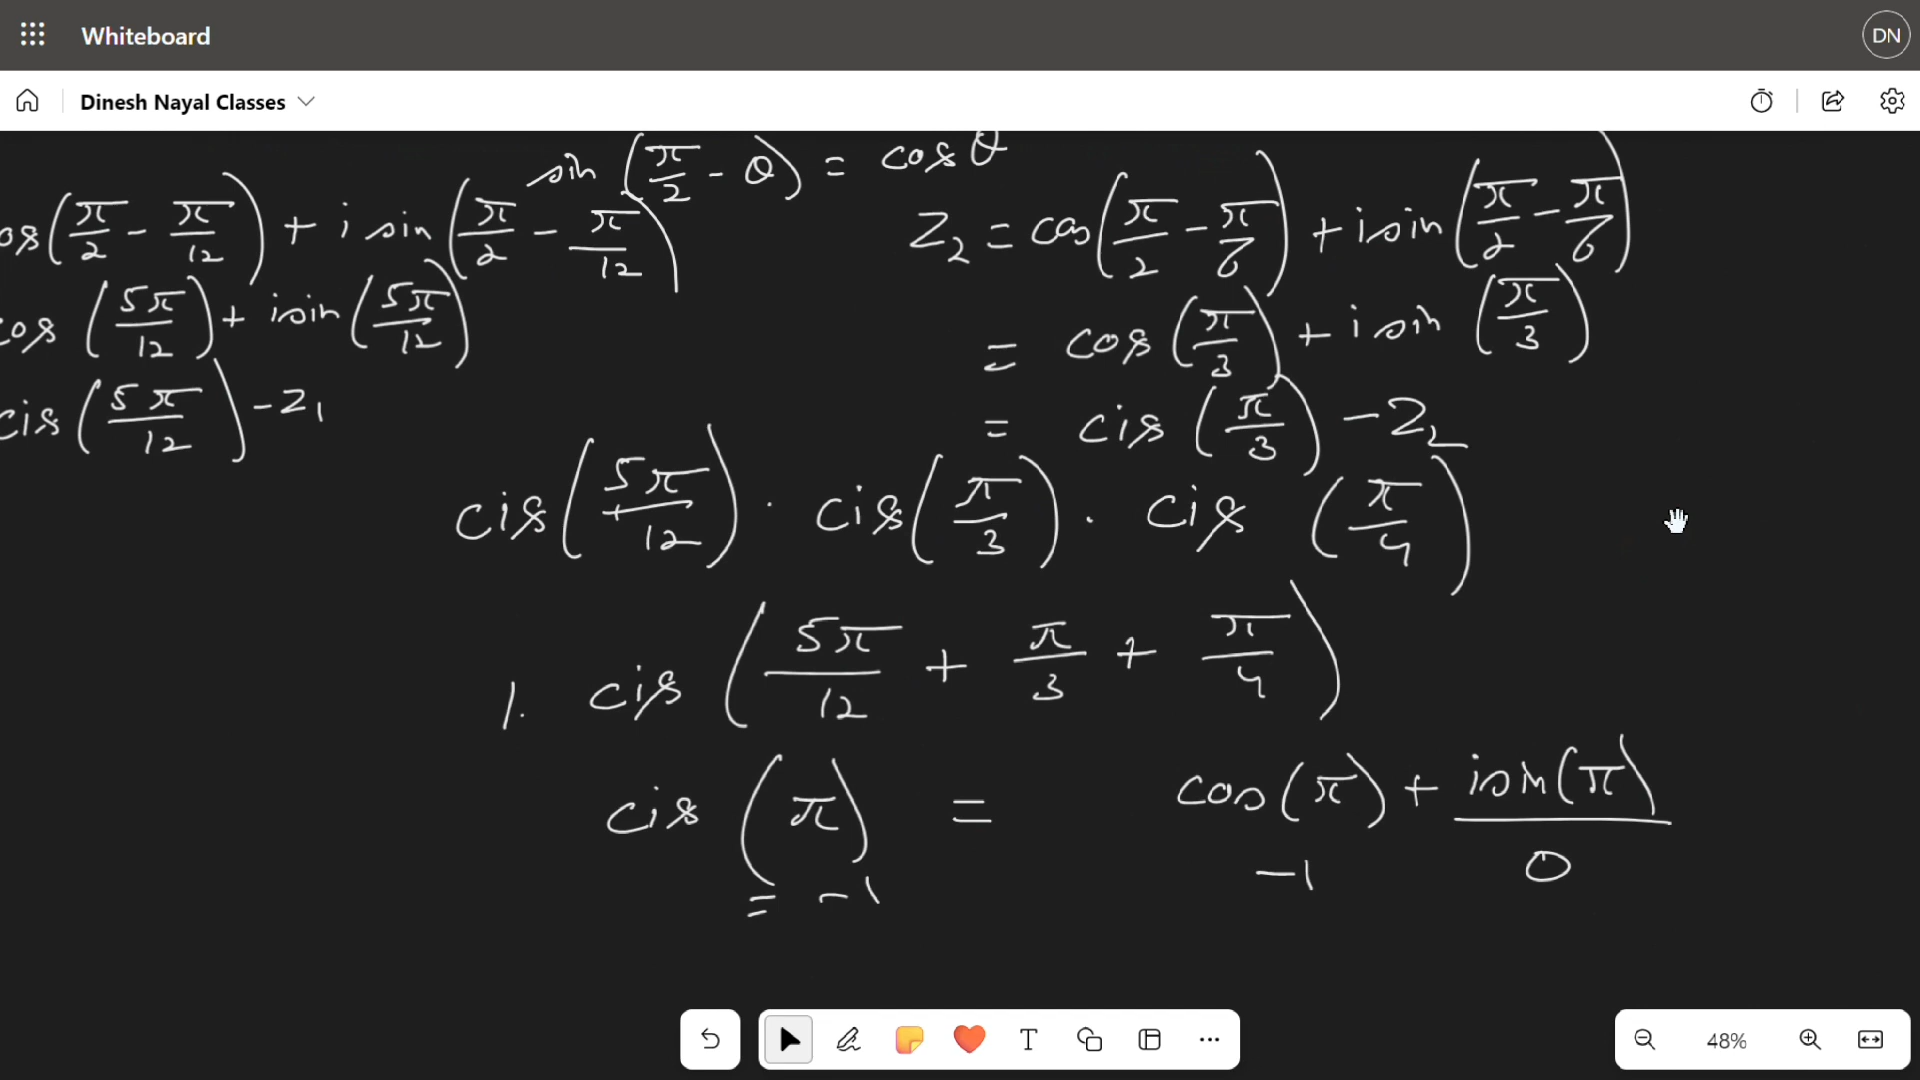 Whiteboard DN
Dinesh Nayal Classes
sin (π/2 - θ) = cos θ
os(π/2 - π/12) + i sin(π/2 - π/12)
Z₂ = cos(π/2 - π/6) + i sin(π/2 - π/6)
cos(5π/12) + i sin(5π/12)
= cos(π/3) + i sin(π/3)
cis(5π/12) - Z₁
= cis(π/3) - Z₂
cis(5π/12) · cis(π/3) · cis(π/4)
1. cis(5π/12 + π/3 + π/4)
cis(π) = cos(π) + i sin(π)
= -1 -1 0
48%